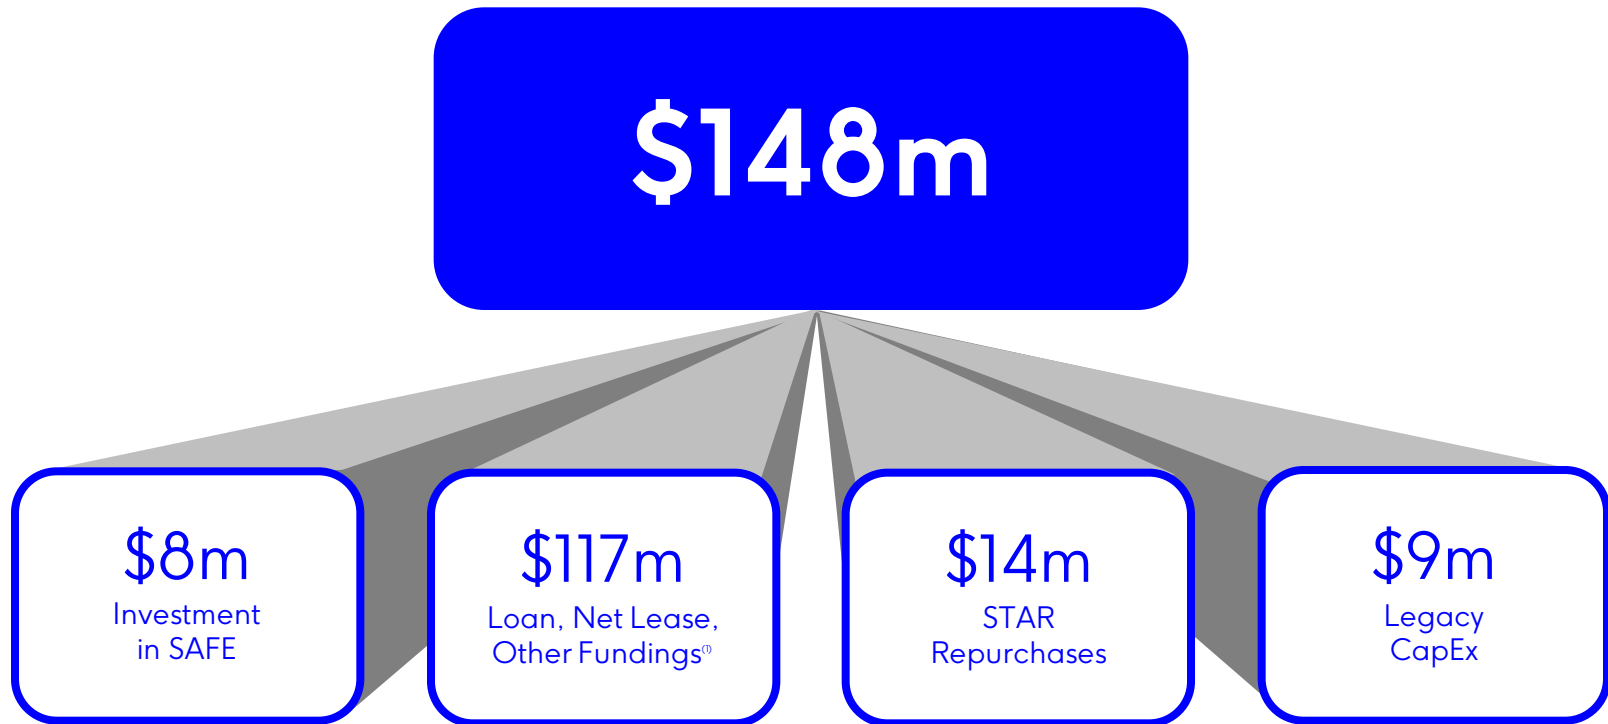 $148m
$8m
Investment
in SAFE
$117m
Loan, Net Lease,
Other Fundings(1)
$14m
STAR
Repurchases
$9m
Legacy
CapEx